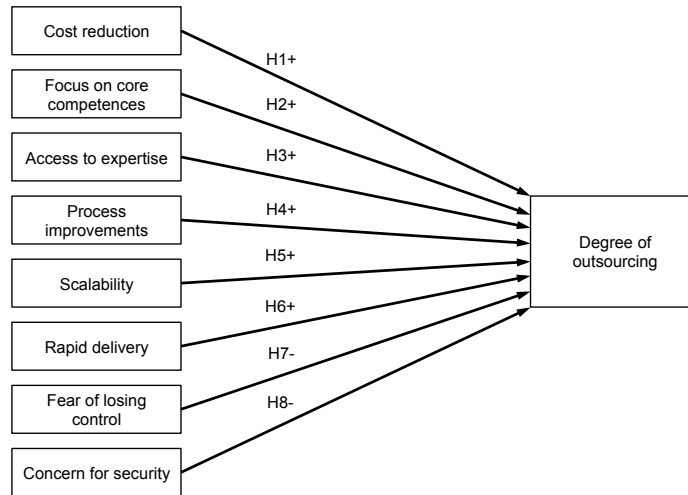 Cost reduction
H1+
Focus on core
competences
H2+
Access to expertise
H3+
Process
improvements
H4+
Scalability
H5+
Rapid delivery
H6+
Fear of losing
control
H7-
Concern for security
H8-
Degree of
outsourcing